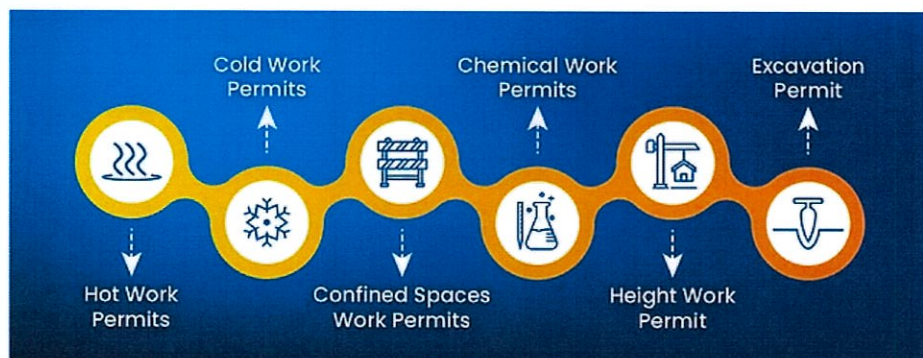 Cold Work
Permits
Chemical Work
Permits
Excavation
Permit
Hot Work
Permits
Confined Spaces
Work Permits
Height Work
Permit